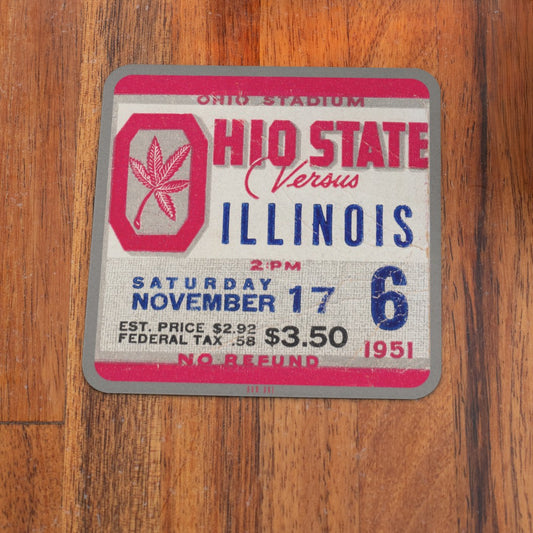 OHIO STADIUM
OHIO STATE
Versus
ILLINOIS
2:PM
SATURDAY
NOVEMBER 17 6
EST. PRICE $2.92
FEDERAL TAX .58 $3.50
1951
NO REFUND